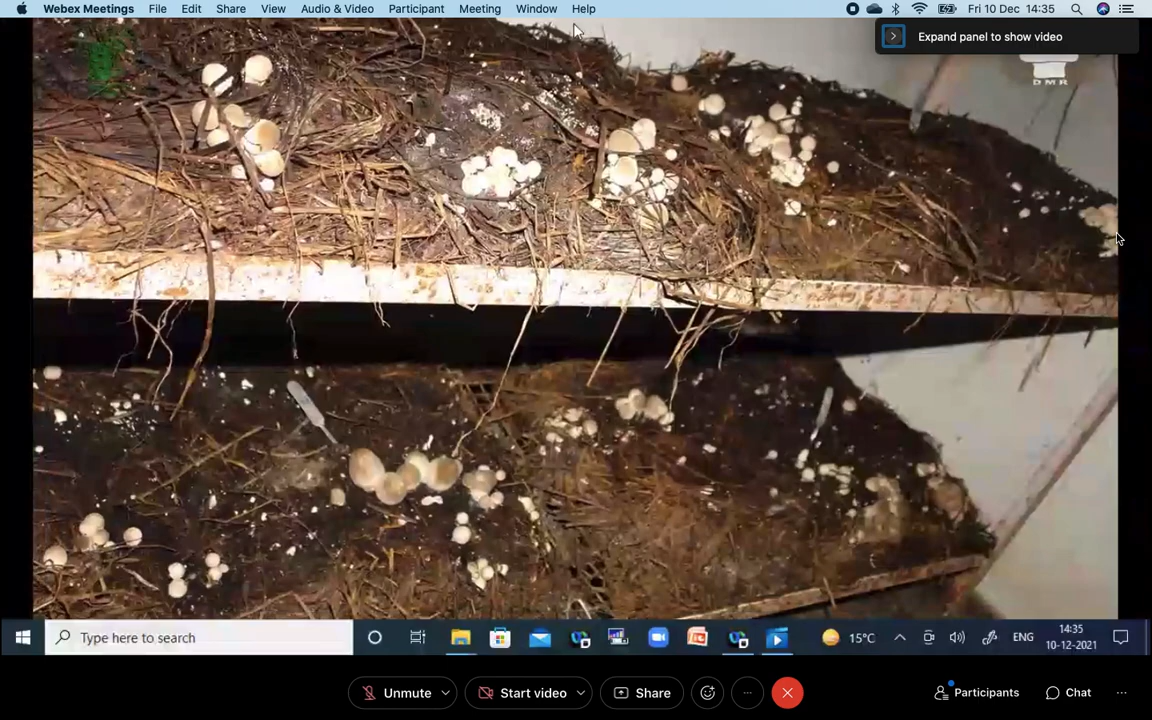 Webex Meetings File Edit Share View Audio & Video Participant Meeting Window Help Fri 10 Dec 14:35
Expand panel to show video
DMR
Type here to search 15°C ENG 14:35
10-12-2021
Unmute Start video Share Participants Chat